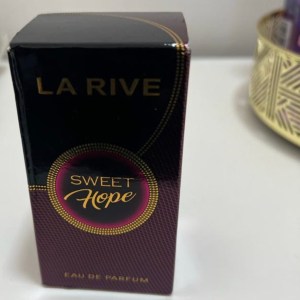 LA RIVE
SWEET
Hope
EAU DE PARFUM